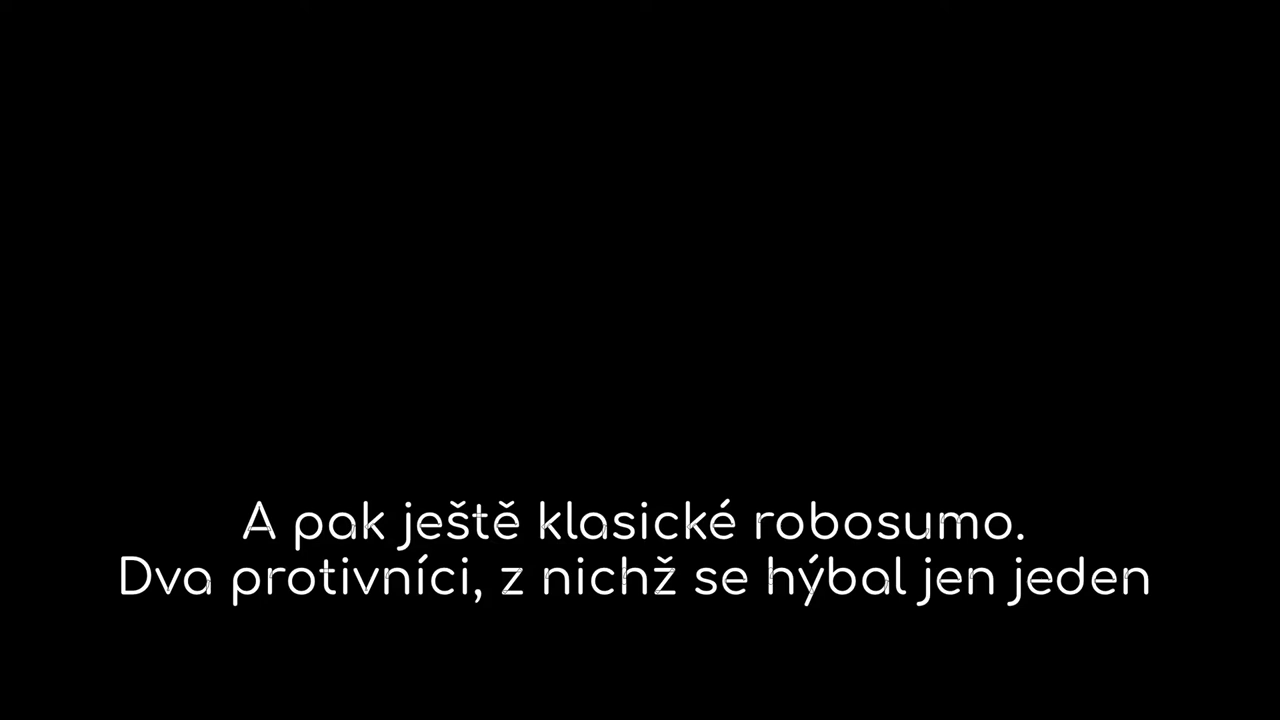 A pak ještě klasické robosumo.
Dva protivníci, z nichž se hýbal jen jeden